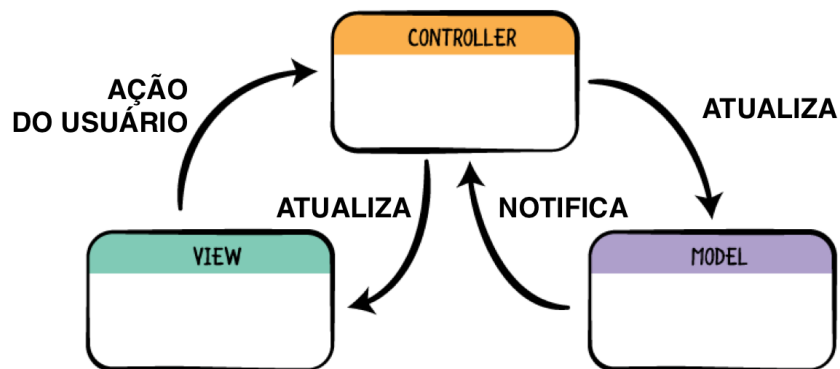 CONTROLLER
AÇÃO
DO USUÁRIO
ATUALIZA
ATUALIZA
NOTIFICA
VIEW
MODEL